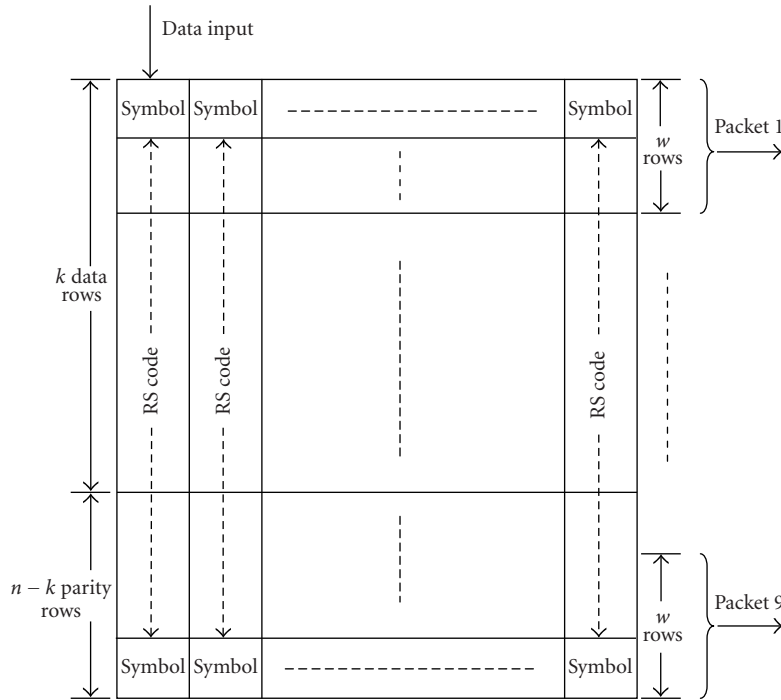 Data input
Symbol Symbol Symbol
w
rows
Packet 1
k data
rows
RS code
RS code
RS code
n − k parity
rows
w
rows
Packet 9
Symbol Symbol Symbol